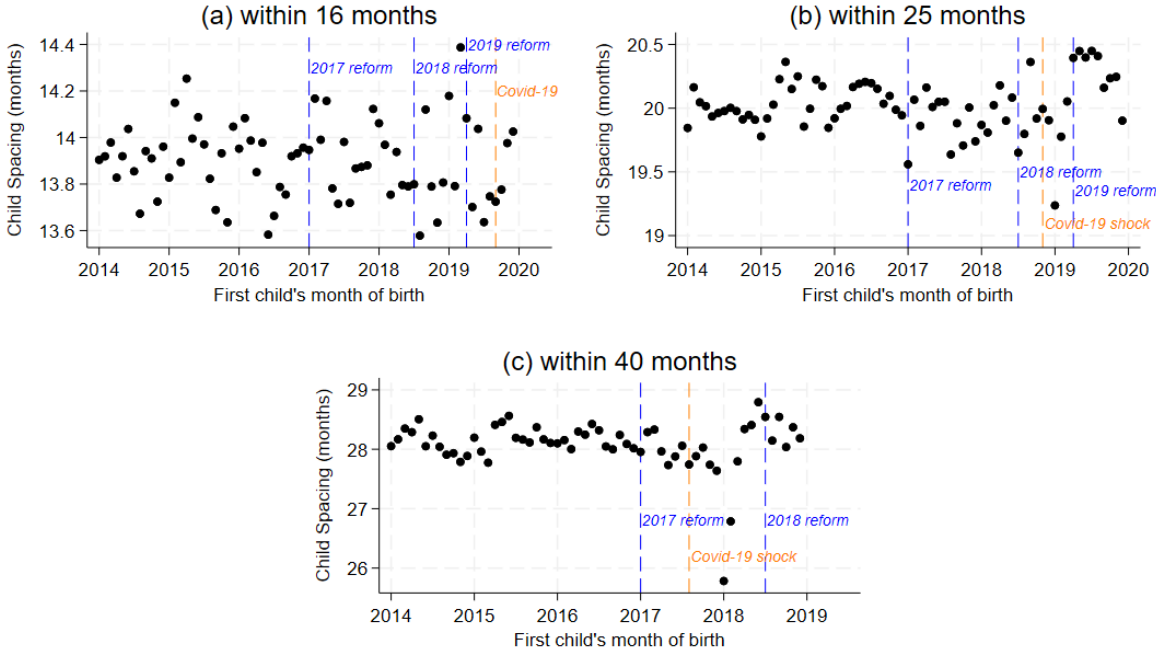 (a) within 16 months
Child Spacing (months)
14.4
14.2
14
13.8
13.6
2017 reform
2018 reform
2019 reform
Covid-19
2014 2015 2016 2017 2018 2019 2020
First child's month of birth
(b) within 25 months
Child Spacing (months)
20.5
20
19.5
19
2017 reform
2018 reform
2019 reform
Covid-19 shock
2014 2015 2016 2017 2018 2019 2020
First child's month of birth
(c) within 40 months
Child Spacing (months)
29
28
27
26
2017 reform
2018 reform
Covid-19 shock
2014 2015 2016 2017 2018 2019
First child's month of birth